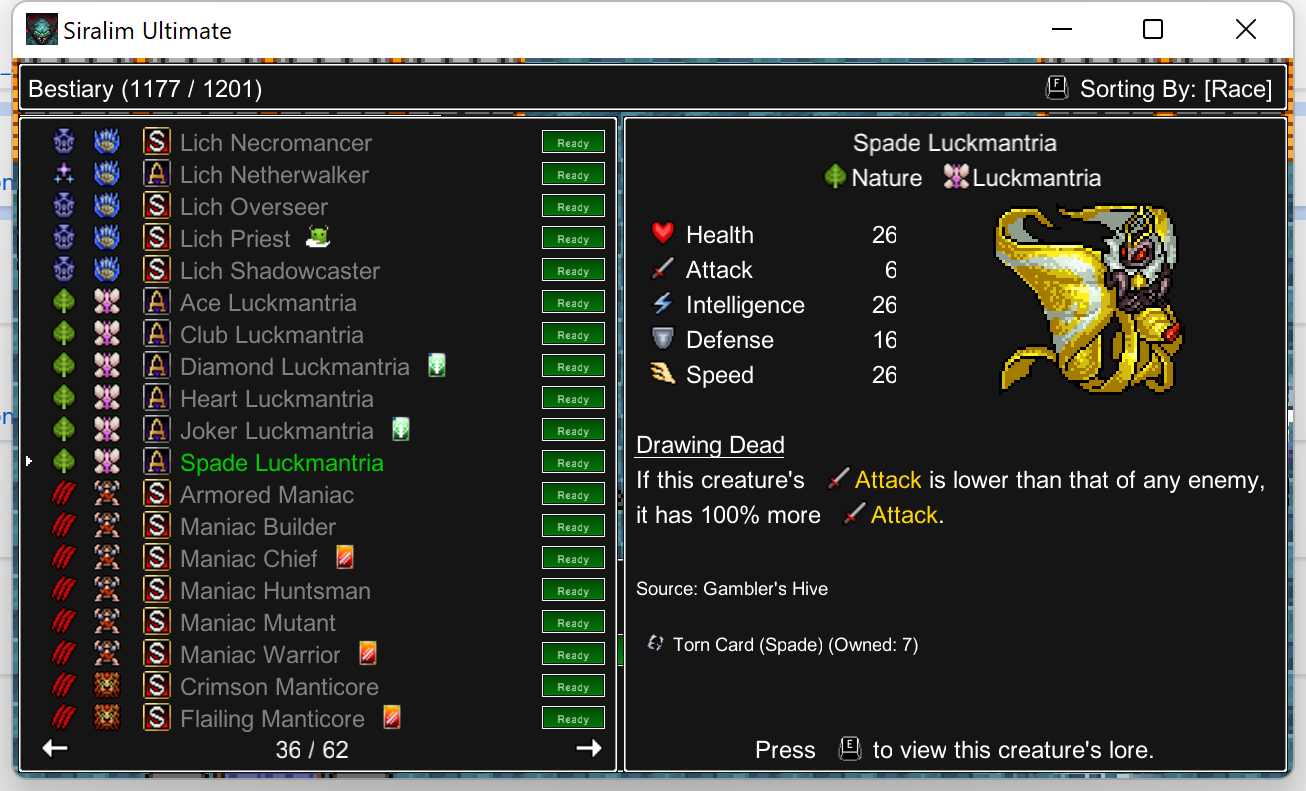 Siralim Ultimate
Bestiary (1177 / 1201)
F Sorting By: [Race]
S Lich Necromancer Ready
A Lich Netherwalker Ready
S Lich Overseer Ready
S Lich Priest Ready
S Lich Shadowcaster Ready
A Ace Luckmantria Ready
A Club Luckmantria Ready
A Diamond Luckmantria Ready
A Heart Luckmantria Ready
A Joker Luckmantria Ready
A Spade Luckmantria Ready
S Armored Maniac Ready
S Maniac Builder Ready
S Maniac Chief Ready
S Maniac Huntsman Ready
S Maniac Mutant Ready
S Maniac Warrior Ready
S Crimson Manticore Ready
S Flailing Manticore Ready
36 / 62
Spade Luckmantria
Nature Luckmantria
Health 26
Attack 6
Intelligence 26
Defense 16
Speed 26
Drawing Dead
If this creature's Attack is lower than that of any enemy,
it has 100% more Attack.
Source: Gambler's Hive
Torn Card (Spade) (Owned: 7)
Press E to view this creature's lore.